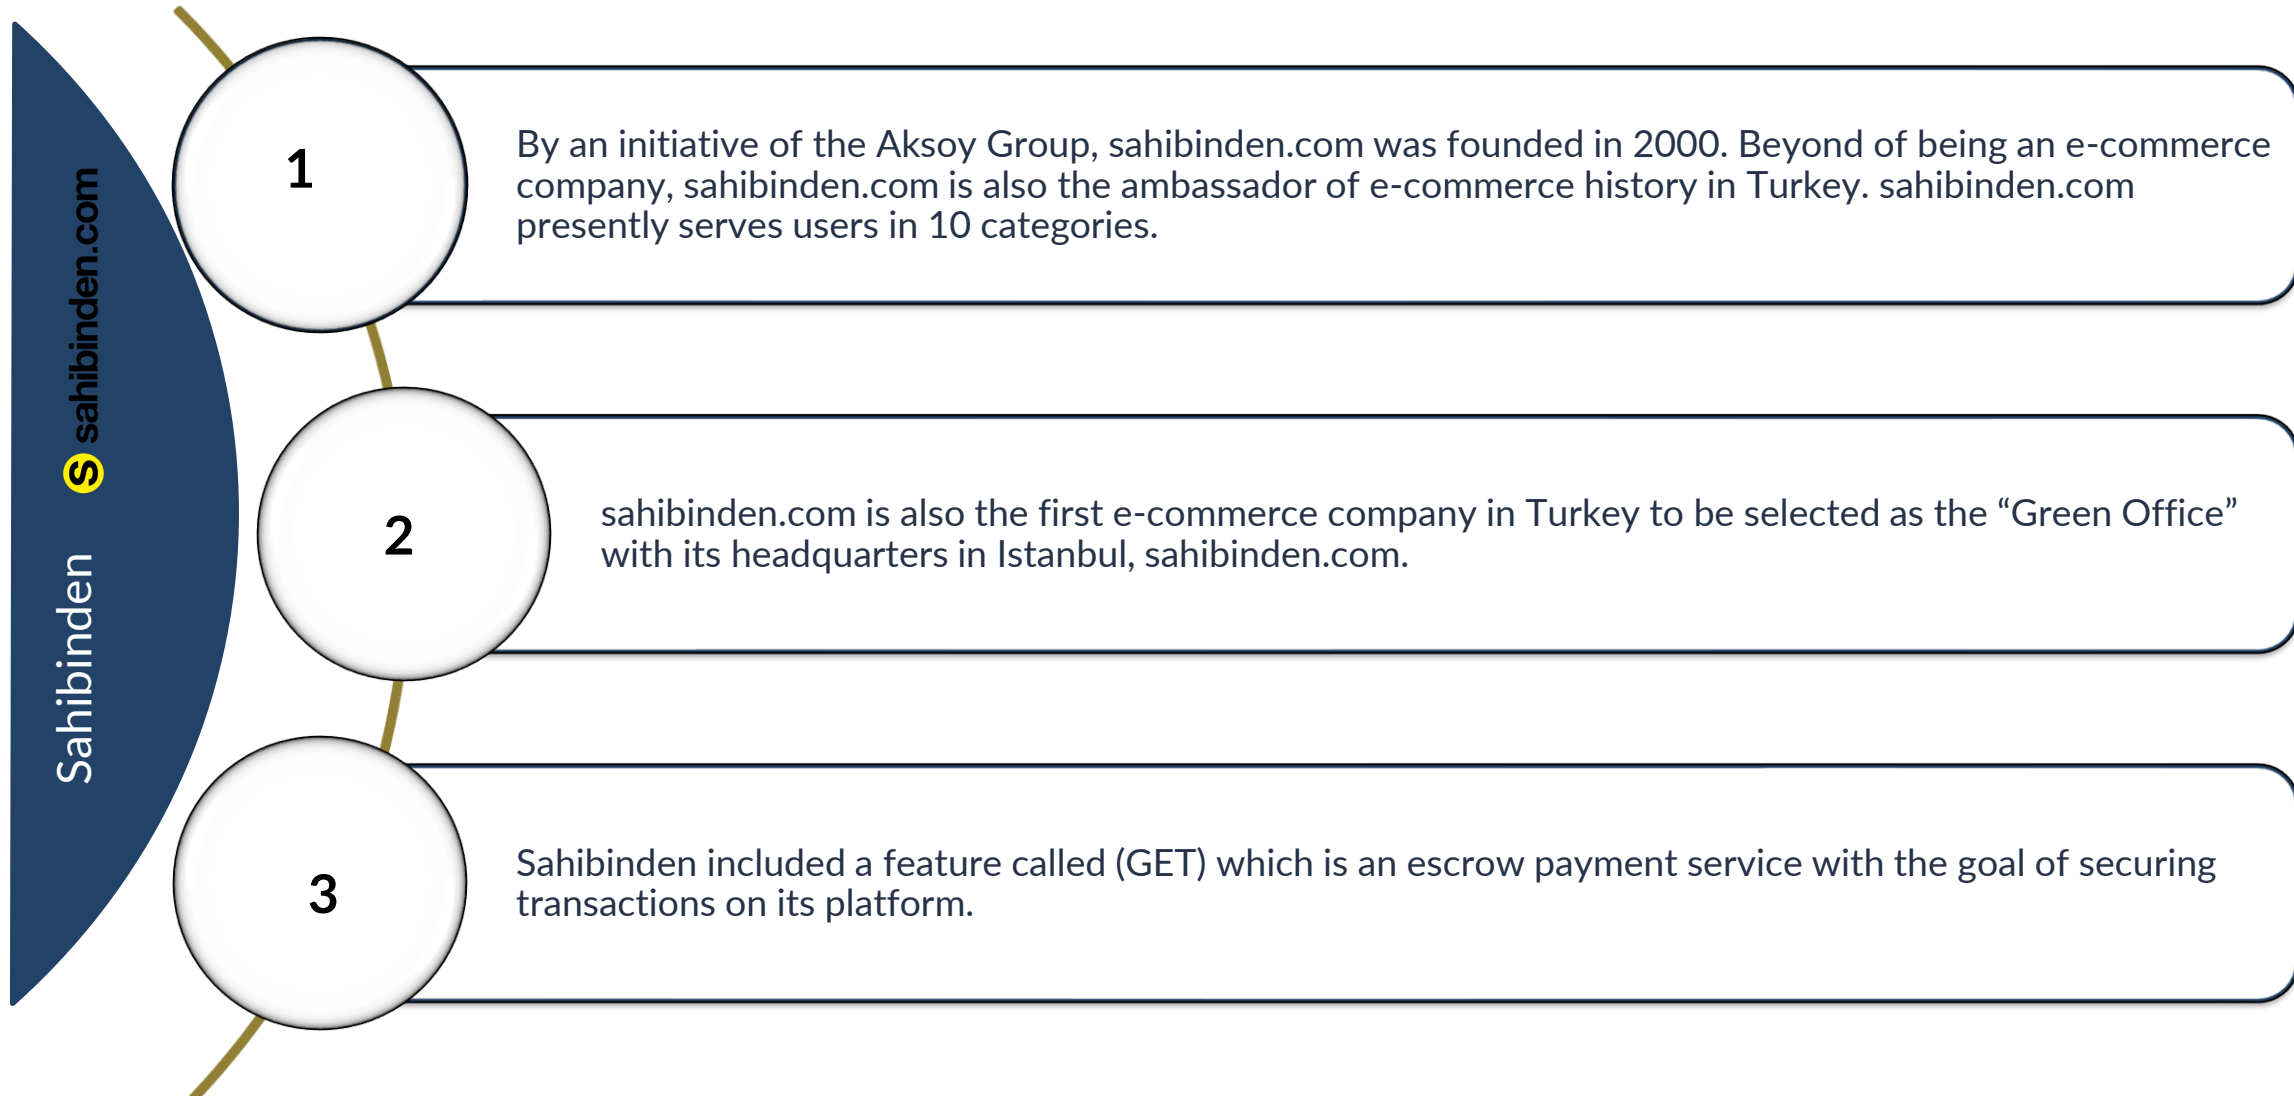 sahibinden.com
Sahibinden
1
By an initiative of the Aksoy Group, sahibinden.com was founded in 2000. Beyond of being an e-commerce
company, sahibinden.com is also the ambassador of e-commerce history in Turkey. sahibinden.com
presently serves users in 10 categories.
2
sahibinden.com is also the first e-commerce company in Turkey to be selected as the “Green Office”
with its headquarters in Istanbul, sahibinden.com.
3
Sahibinden included a feature called (GET) which is an escrow payment service with the goal of securing
transactions on its platform.